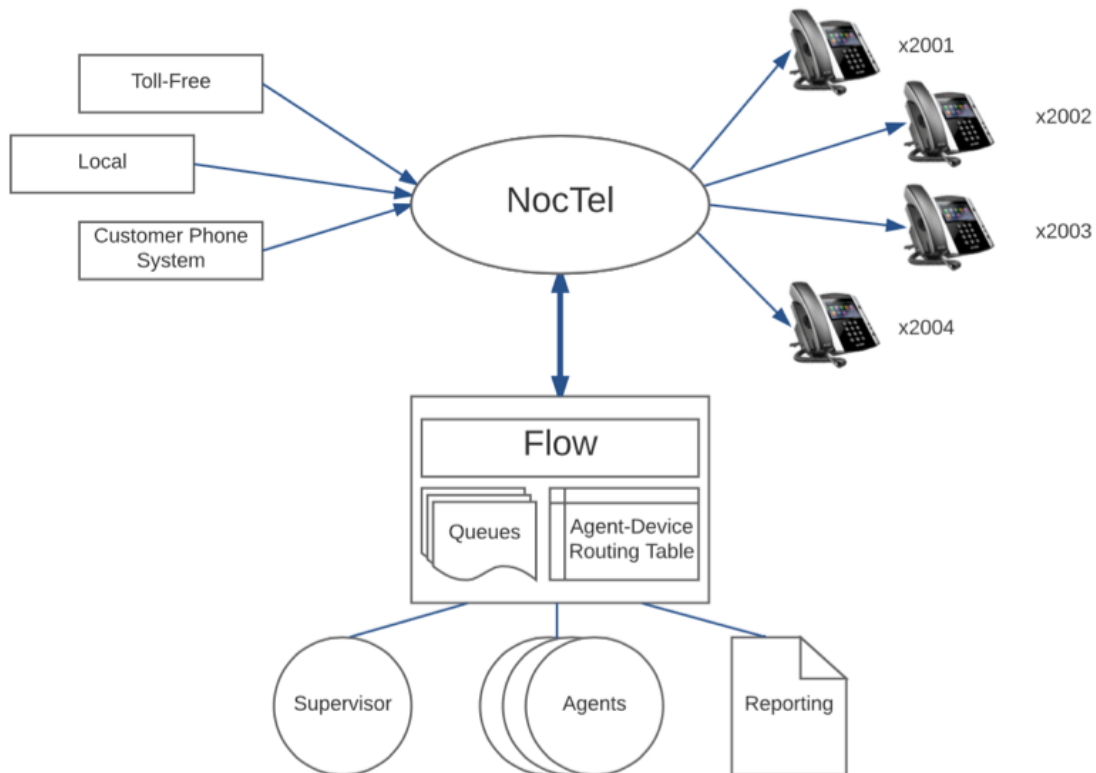 Toll-Free
Local
Customer Phone
System
NocTel
x2001
x2002
x2003
x2004
Flow
Queues
Agent-Device
Routing Table
Supervisor
Agents
Reporting